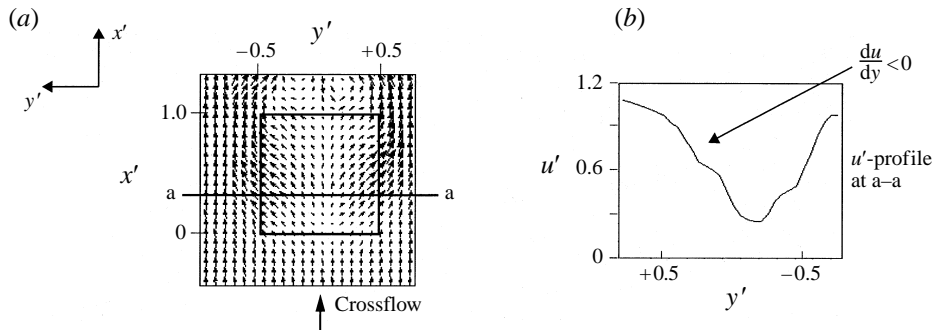 (a)
x′
y′
y′
−0.5 +0.5
1.0
x′
a a
0
Crossflow
(b)
du
dy <0
1.2
u′ 0.6
0
+0.5 −0.5
y′
u′-profile
at a–a